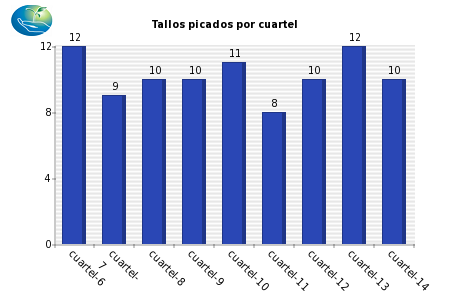 Tallos picados por cuartel
12
8
4
0
12
9
10
10
11
8
10
12
10
cuartel-6
cuartel-
7
cuartel-8
cuartel-9
cuartel-10
cuartel-11
cuartel-12
cuartel-13
cuartel-14